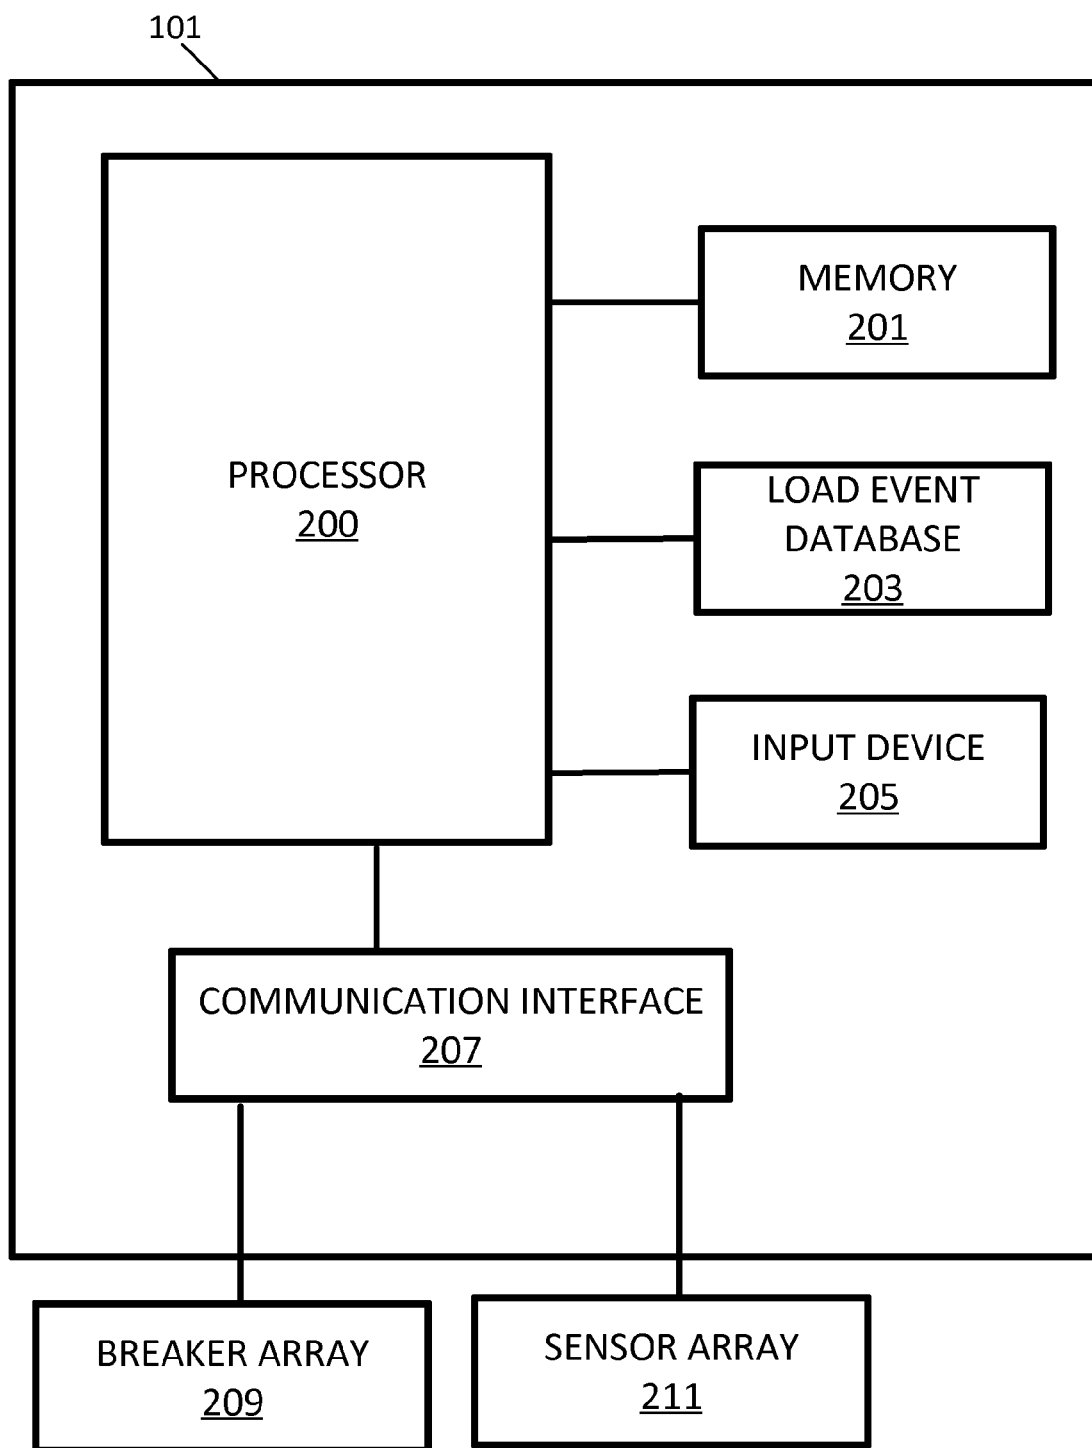 101
MEMORY
201
PROCESSOR
200
LOAD EVENT
DATABASE
203
INPUT DEVICE
205
COMMUNICATION INTERFACE
207
BREAKER ARRAY
209
SENSOR ARRAY
211